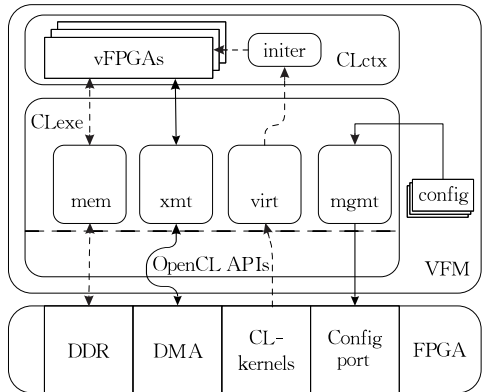 vFPGAs
initer
CLctx
CLexe
mem
xmt
virt
mgmt
config
OpenCL APIs
VFM
DDR
DMA
CL-
kernels
Config
port
FPGA